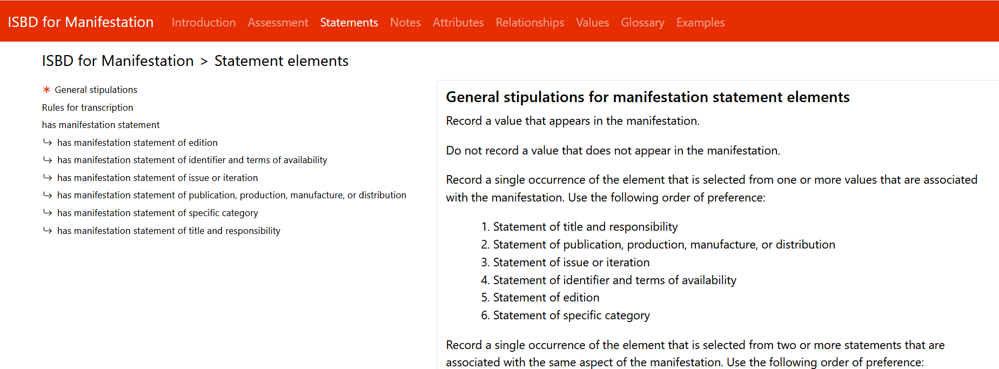 ISBD for Manifestation Introduction Assessment Statements Notes Attributes Relationships Values Glossary Examples
ISBD for Manifestation > Statement elements
* General stipulations
Rules for transcription
has manifestation statement
↪ has manifestation statement of edition
↪ has manifestation statement of identifier and terms of availability
↪ has manifestation statement of issue or iteration
↪ has manifestation statement of publication, production, manufacture, or distribution
↪ has manifestation statement of specific category
↪ has manifestation statement of title and responsibility
General stipulations for manifestation statement elements
Record a value that appears in the manifestation.
Do not record a value that does not appear in the manifestation.
Record a single occurrence of the element that is selected from one or more values that are associated
with the manifestation. Use the following order of preference:
1. Statement of title and responsibility
2. Statement of publication, production, manufacture, or distribution
3. Statement of issue or iteration
4. Statement of identifier and terms of availability
5. Statement of edition
6. Statement of specific category
Record a single occurrence of the element that is selected from two or more statements that are
associated with the same aspect of the manifestation. Use the following order of preference: